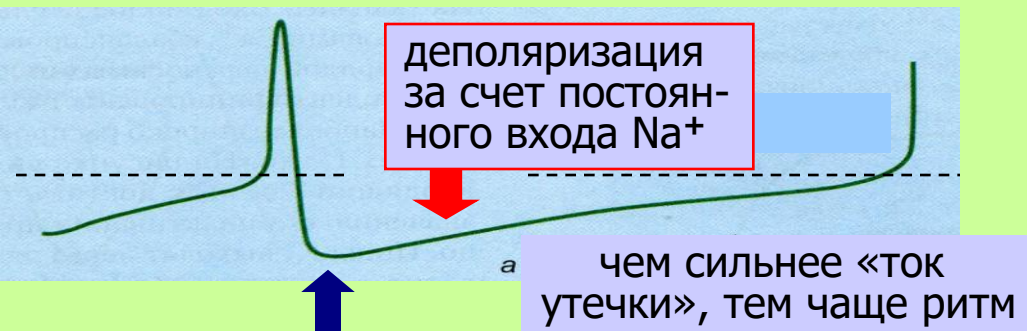 деполяризация
за счет постоян-
ного входа Na⁺
а
чем сильнее «ток
утечки», тем чаще ритм